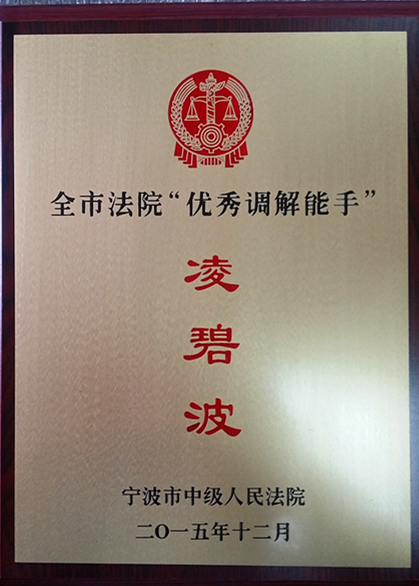 全市法院“优秀调解能手”
凌
碧
波
宁波市中级人民法院
二O一五年十二月